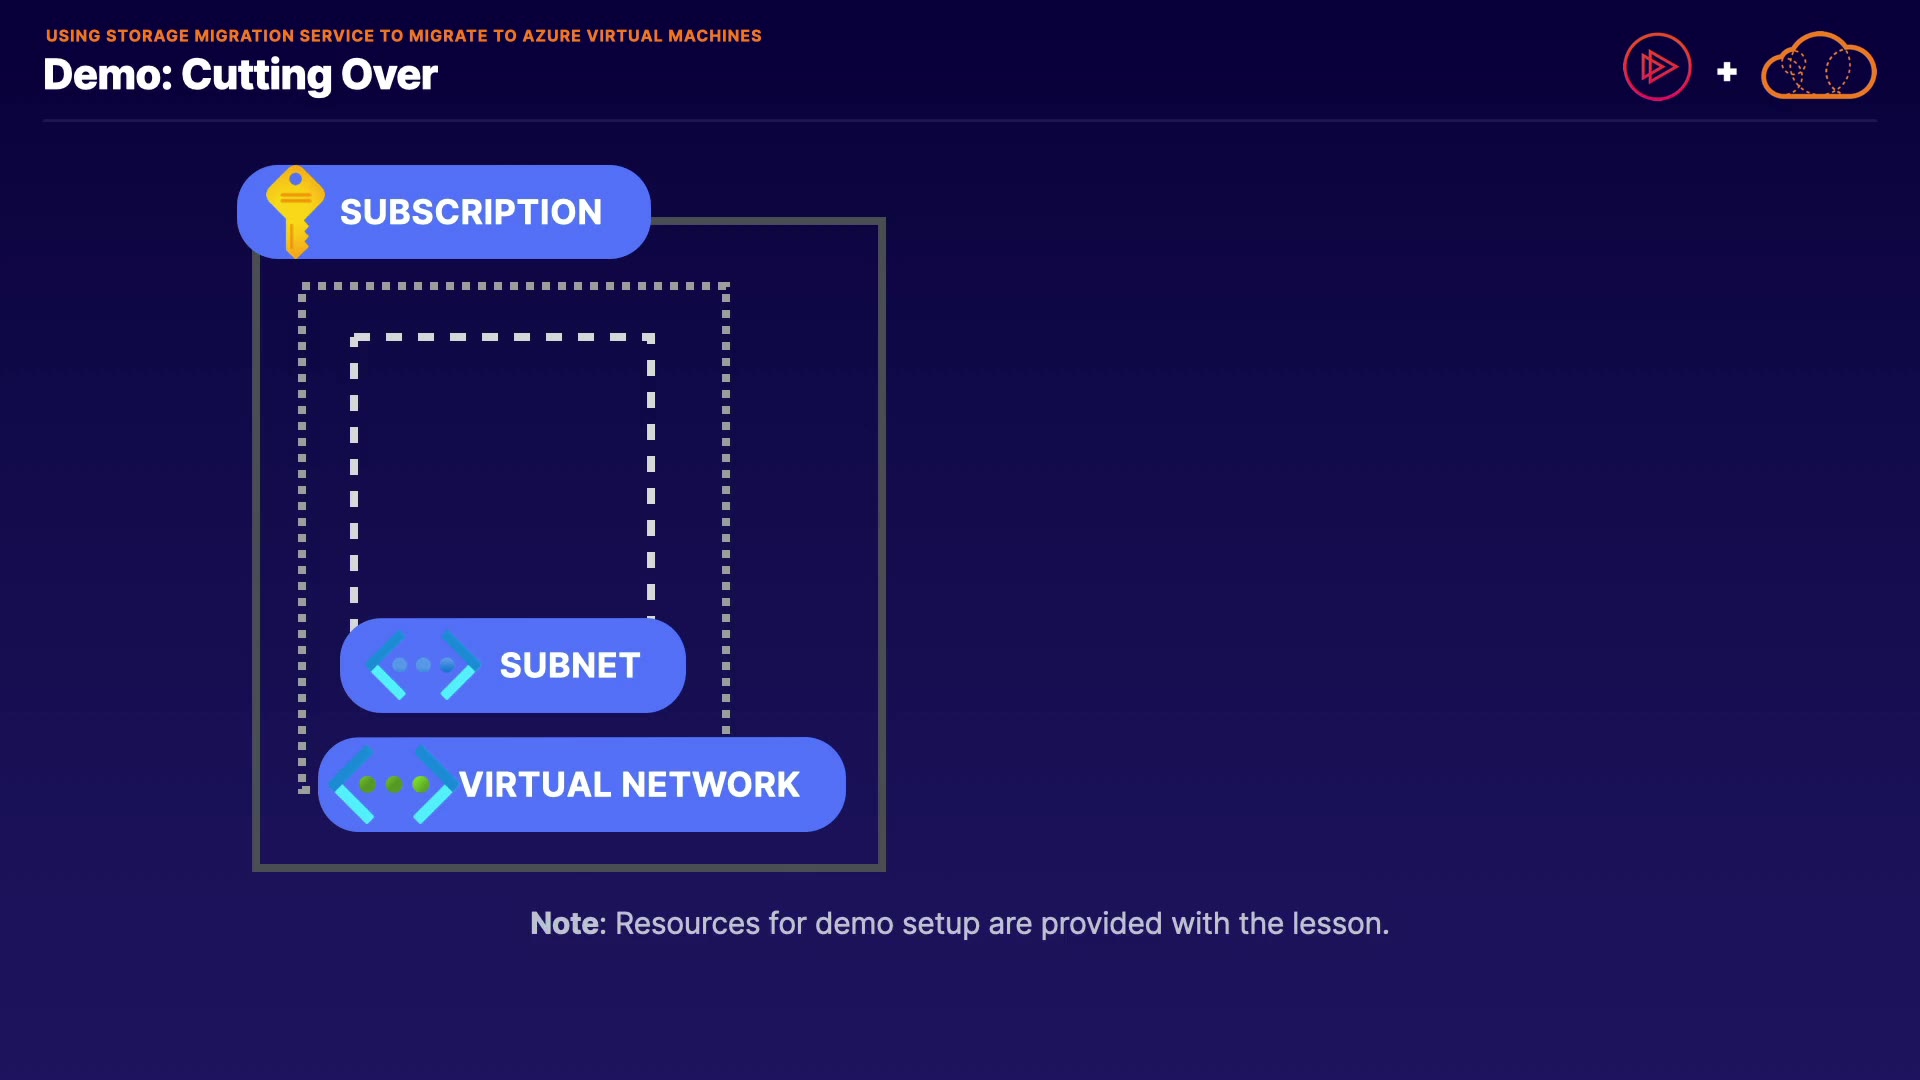 USING STORAGE MIGRATION SERVICE TO MIGRATE TO AZURE VIRTUAL MACHINES
Demo: Cutting Over
+
SUBSCRIPTION
SUBNET
VIRTUAL NETWORK
Note: Resources for demo setup are provided with the lesson.